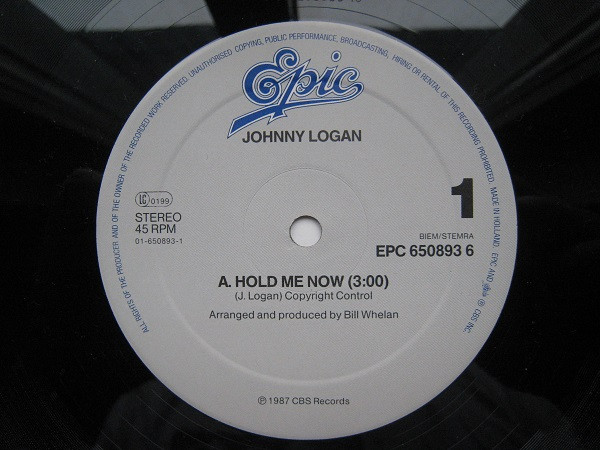 ALL RIGHTS OF THE PRODUCER AND OF THE OWNER OF THE RECORDED WORK RESERVED. UNAUTHORISED COPYING, PUBLIC PERFORMANCE, BROADCASTING, HIRING OR RENTAL OF THIS RECORDING PROHIBITED MADE IN HOLLAND. EPIC AND ARE ® CBS INC.
Epic
JOHNNY LOGAN
LC 0199
STEREO
45 RPM
01-650893-1
1
BIEM/STEMRA
EPC 650893 6
A. HOLD ME NOW (3:00)
(J. Logan) Copyright Control
Arranged and produced by Bill Whelan
℗ 1987 CBS Records